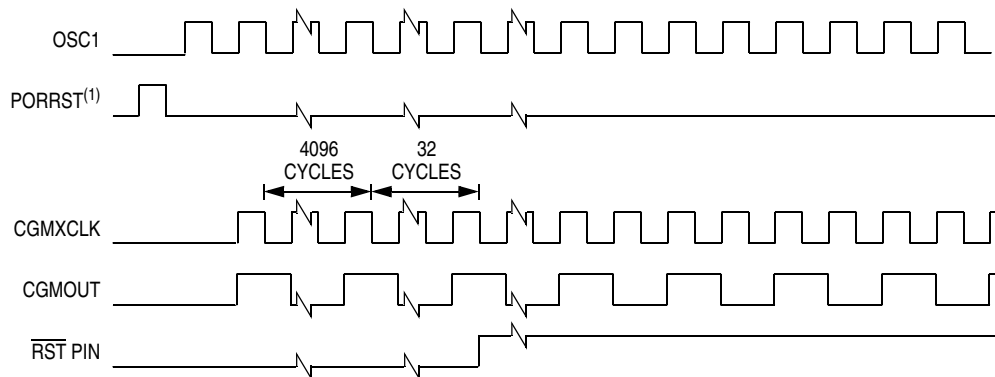 OSC1
PORRST(1)
4096
CYCLES
32
CYCLES
CGMXCLK
CGMOUT
RST PIN